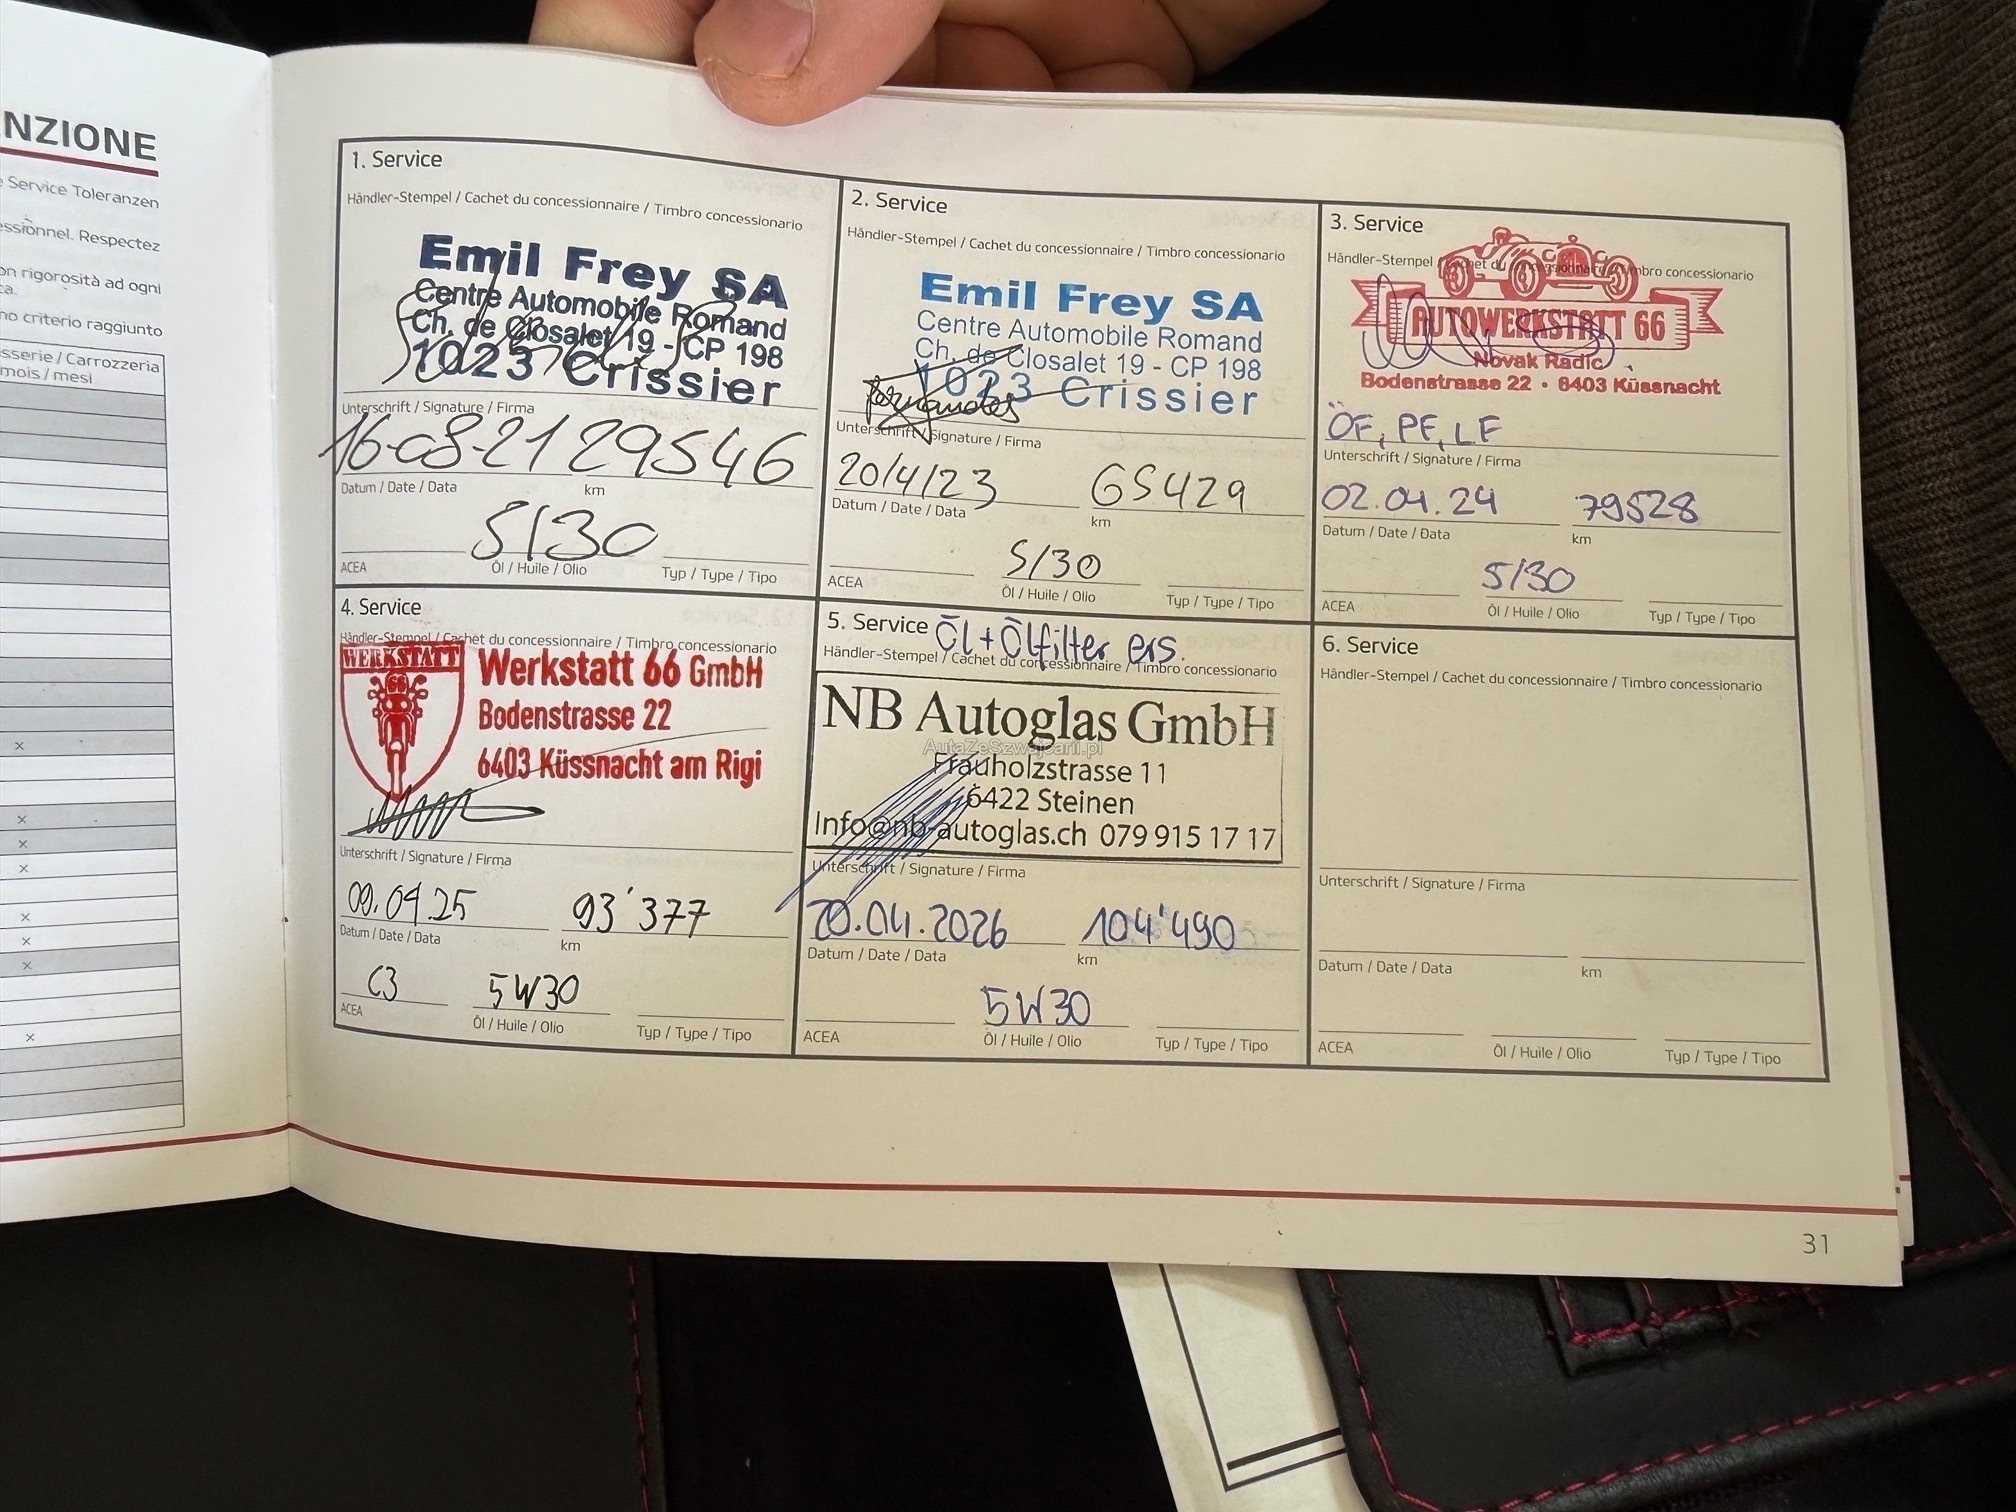 NZIONE
Service Toleranzen
essionnel. Respectez
on rigorosità ad ogni
no criterio raggiunto
sserie / Carrozzeria
mois / mesi
x
x
x
x
x
x
x
x
1. Service
Händler-Stempel / Cachet du concessionnaire / Timbro concessionario
Emil Frey SA
Centre Automobile Romand
Ch. de Closalet 19 - CP 198
1023 Crissier
Unterschrift / Signature / Firma
16-08-21 29546
Datum / Date / Data km
5/30
ACEA Öl / Huile / Olio Typ / Type / Tipo
2. Service
Händler-Stempel / Cachet du concessionnaire / Timbro concessionario
Emil Frey SA
Centre Automobile Romand
Ch. de Closalet 19 - CP 198
1023 Crissier
Fernandes
Unterschrift / Signature / Firma
20/4/23 65429
Datum / Date / Data km
5/30
ACEA Öl / Huile / Olio Typ / Type / Tipo
3. Service
Händler-Stempel / Cachet du concessionnaire / Timbro concessionario
AUTOWERKSTATT 66
Novak Radic
Bodenstrasse 22 • 6403 Küssnacht
ÖF, PF, LF
Unterschrift / Signature / Firma
02.04.24 79528
Datum / Date / Data km
5/30
ACEA Öl / Huile / Olio Typ / Type / Tipo
4. Service
Händler-Stempel / Cachet du concessionnaire / Timbro concessionario
WERKSTATT
66
Werkstatt 66 GmbH
Bodenstrasse 22
6403 Küssnacht am Rigi
Unterschrift / Signature / Firma
09.04.25 93'377
Datum / Date / Data km
C3 5W30
ACEA Öl / Huile / Olio Typ / Type / Tipo
5. Service Öl + Ölfilter ers.
Händler-Stempel / Cachet du concessionnaire / Timbro concessionario
NB Autoglas GmbH
AutaZeSzwajcarii.pl
Frauholzstrasse 11
6422 Steinen
Info@nb-autoglas.ch 079 915 17 17
Unterschrift / Signature / Firma
20.04.2026 104'490
Datum / Date / Data km
5W30
ACEA Öl / Huile / Olio Typ / Type / Tipo
6. Service
Händler-Stempel / Cachet du concessionnaire / Timbro concessionario
Unterschrift / Signature / Firma
Datum / Date / Data km
ACEA Öl / Huile / Olio Typ / Type / Tipo
31